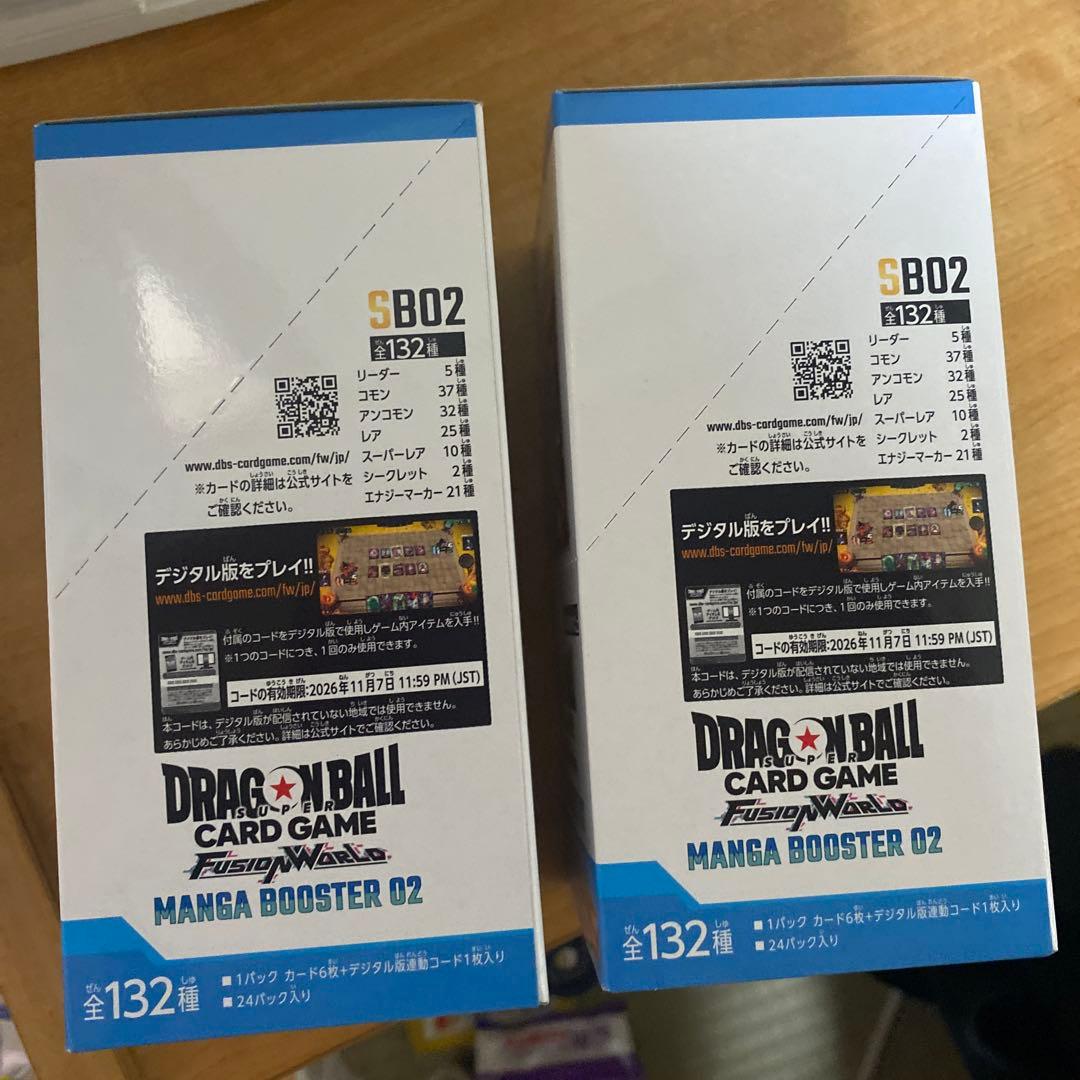 SB02
全132種
リーダー 5種
コモン 37種
アンコモン 32種
レア 25種
スーパーレア 10種
シークレット 2種
エナジーマーカー 21種
www.dbs-cardgame.com/fw/jp/
※カードの詳細は公式サイトを
ご確認ください。
デジタル版をプレイ!!
www.dbs-cardgame.com/fw/jp/
付属のコードをデジタル版で使用しゲーム内アイテムを入手!!
※1つのコードにつき、1回のみ使用できます。
コードの有効期限:2026年11月7日 11:59 PM (JST)
本コードは、デジタル版が配信されていない地域では使用できません。
あらかじめご了承ください。詳細は公式サイトでご確認ください。
DRAGON BALL
SUPER
CARD GAME
FUSION WORLD
MANGA BOOSTER 02
全132種
■1パック カード6枚+デジタル版連動コード1枚入り
■24パック入り
SB02
全132種
リーダー 5種
コモン 37種
アンコモン 32種
レア 25種
スーパーレア 10種
シークレット 2種
エナジーマーカー 21種
www.dbs-cardgame.com/fw/jp/
※カードの詳細は公式サイトを
ご確認ください。
デジタル版をプレイ!!
www.dbs-cardgame.com/fw/jp/
付属のコードをデジタル版で使用しゲーム内アイテムを入手!!
※1つのコードにつき、1回のみ使用できます。
コードの有効期限:2026年11月7日 11:59 PM (JST)
本コードは、デジタル版が配信されていない地域では使用できません。
あらかじめご了承ください。詳細は公式サイトでご確認ください。
DRAGON BALL
SUPER
CARD GAME
FUSION WORLD
MANGA BOOSTER 02
全132種
■1パック カード6枚+デジタル版連動コード1枚入り
■24パック入り